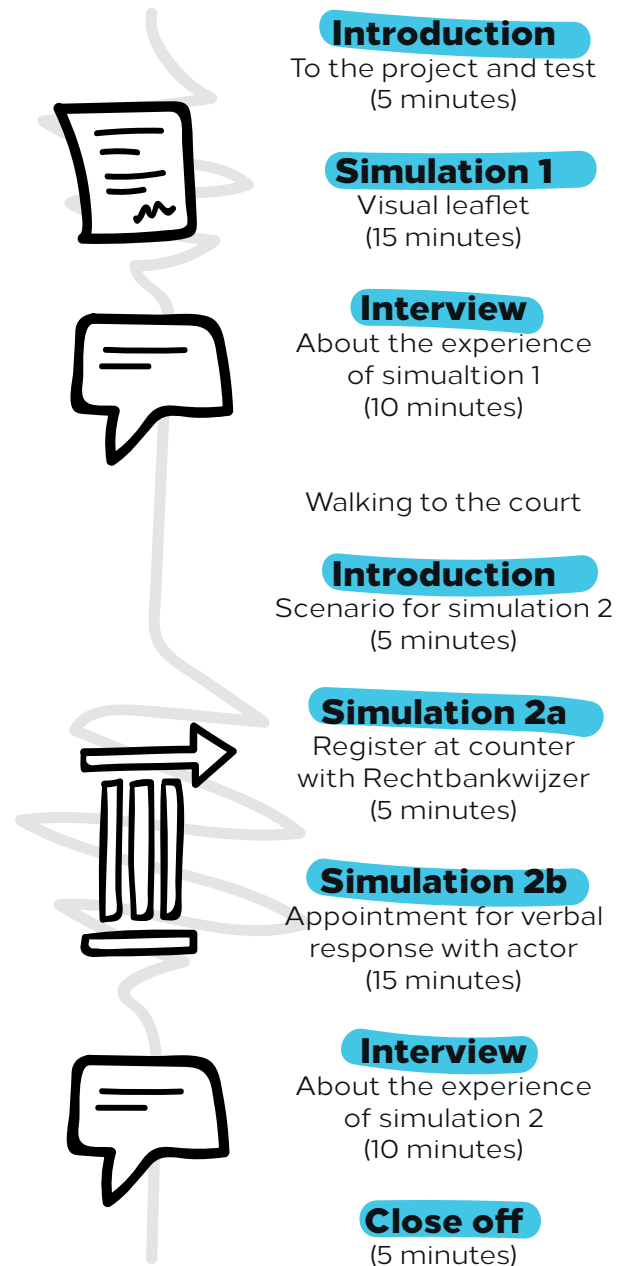 Introduction
To the project and test
(5 minutes)
Simulation 1
Visual leaflet
(15 minutes)
Interview
About the experience
of simualtion 1
(10 minutes)
Walking to the court
Introduction
Scenario for simulation 2
(5 minutes)
Simulation 2a
Register at counter
with Rechtbankwijzer
(5 minutes)
Simulation 2b
Appointment for verbal
response with actor
(15 minutes)
Interview
About the experience
of simulation 2
(10 minutes)
Close off
(5 minutes)